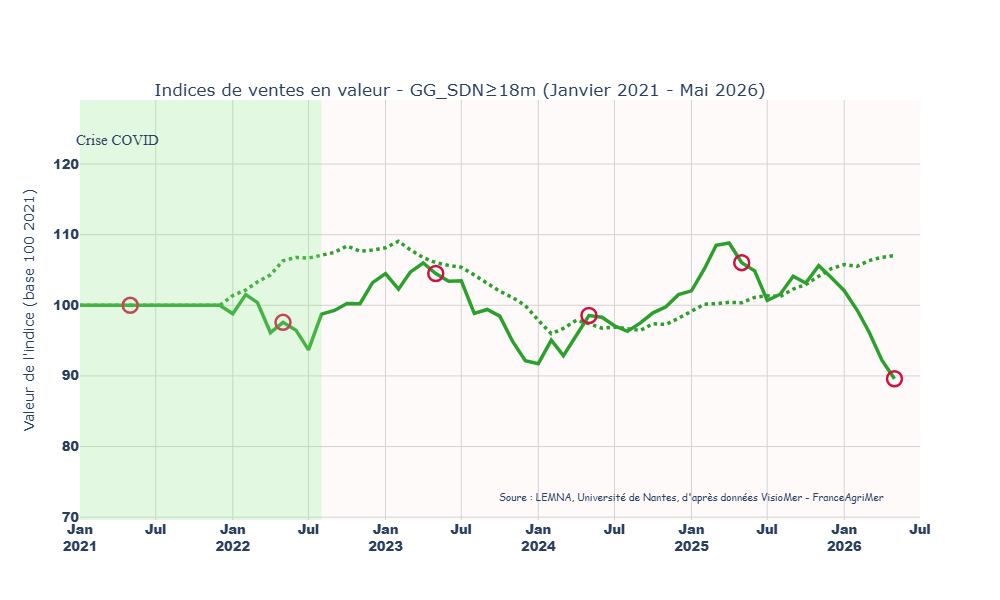 Indices de ventes en valeur - GG_SDN≥18m (Janvier 2021 - Mai 2026)
Crise COVID
Valeur de l'indice (base 100 2021)
120
110
100
90
80
70
Soure : LEMNA, Université de Nantes, d'après données VisioMer - FranceAgriMer
Jan Jul Jan Jul Jan Jul Jan Jul Jan Jul Jan Jul
2021 2022 2023 2024 2025 2026